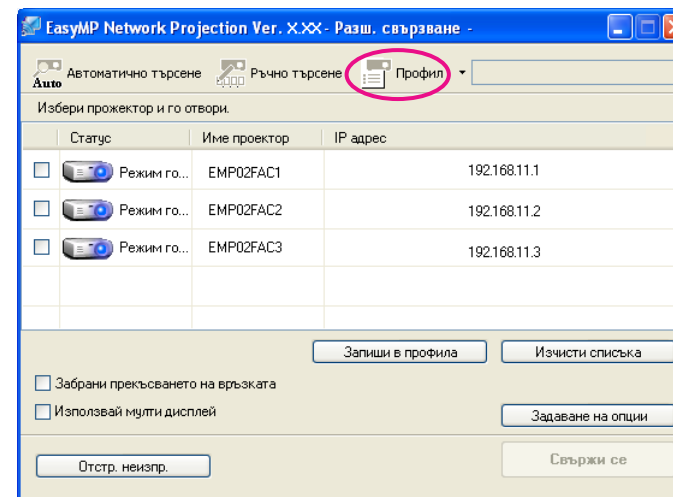 EasyMP Network Projection Ver. X.XX - Разш. свързване -
Auto Автоматично търсене Ръчно търсене Профил
Избери прожектор и го отвори.
Статус Име проектор IP адрес
Режим го... EMP02FAC1 192.168.11.1
Режим го... EMP02FAC2 192.168.11.2
Режим го... EMP02FAC3 192.168.11.3
Запиши в профила Изчисти списъка
Забрани прекъсването на връзката
Използвай мулти дисплей
Задаване на опции
Отстр. неизпр. Свържи се